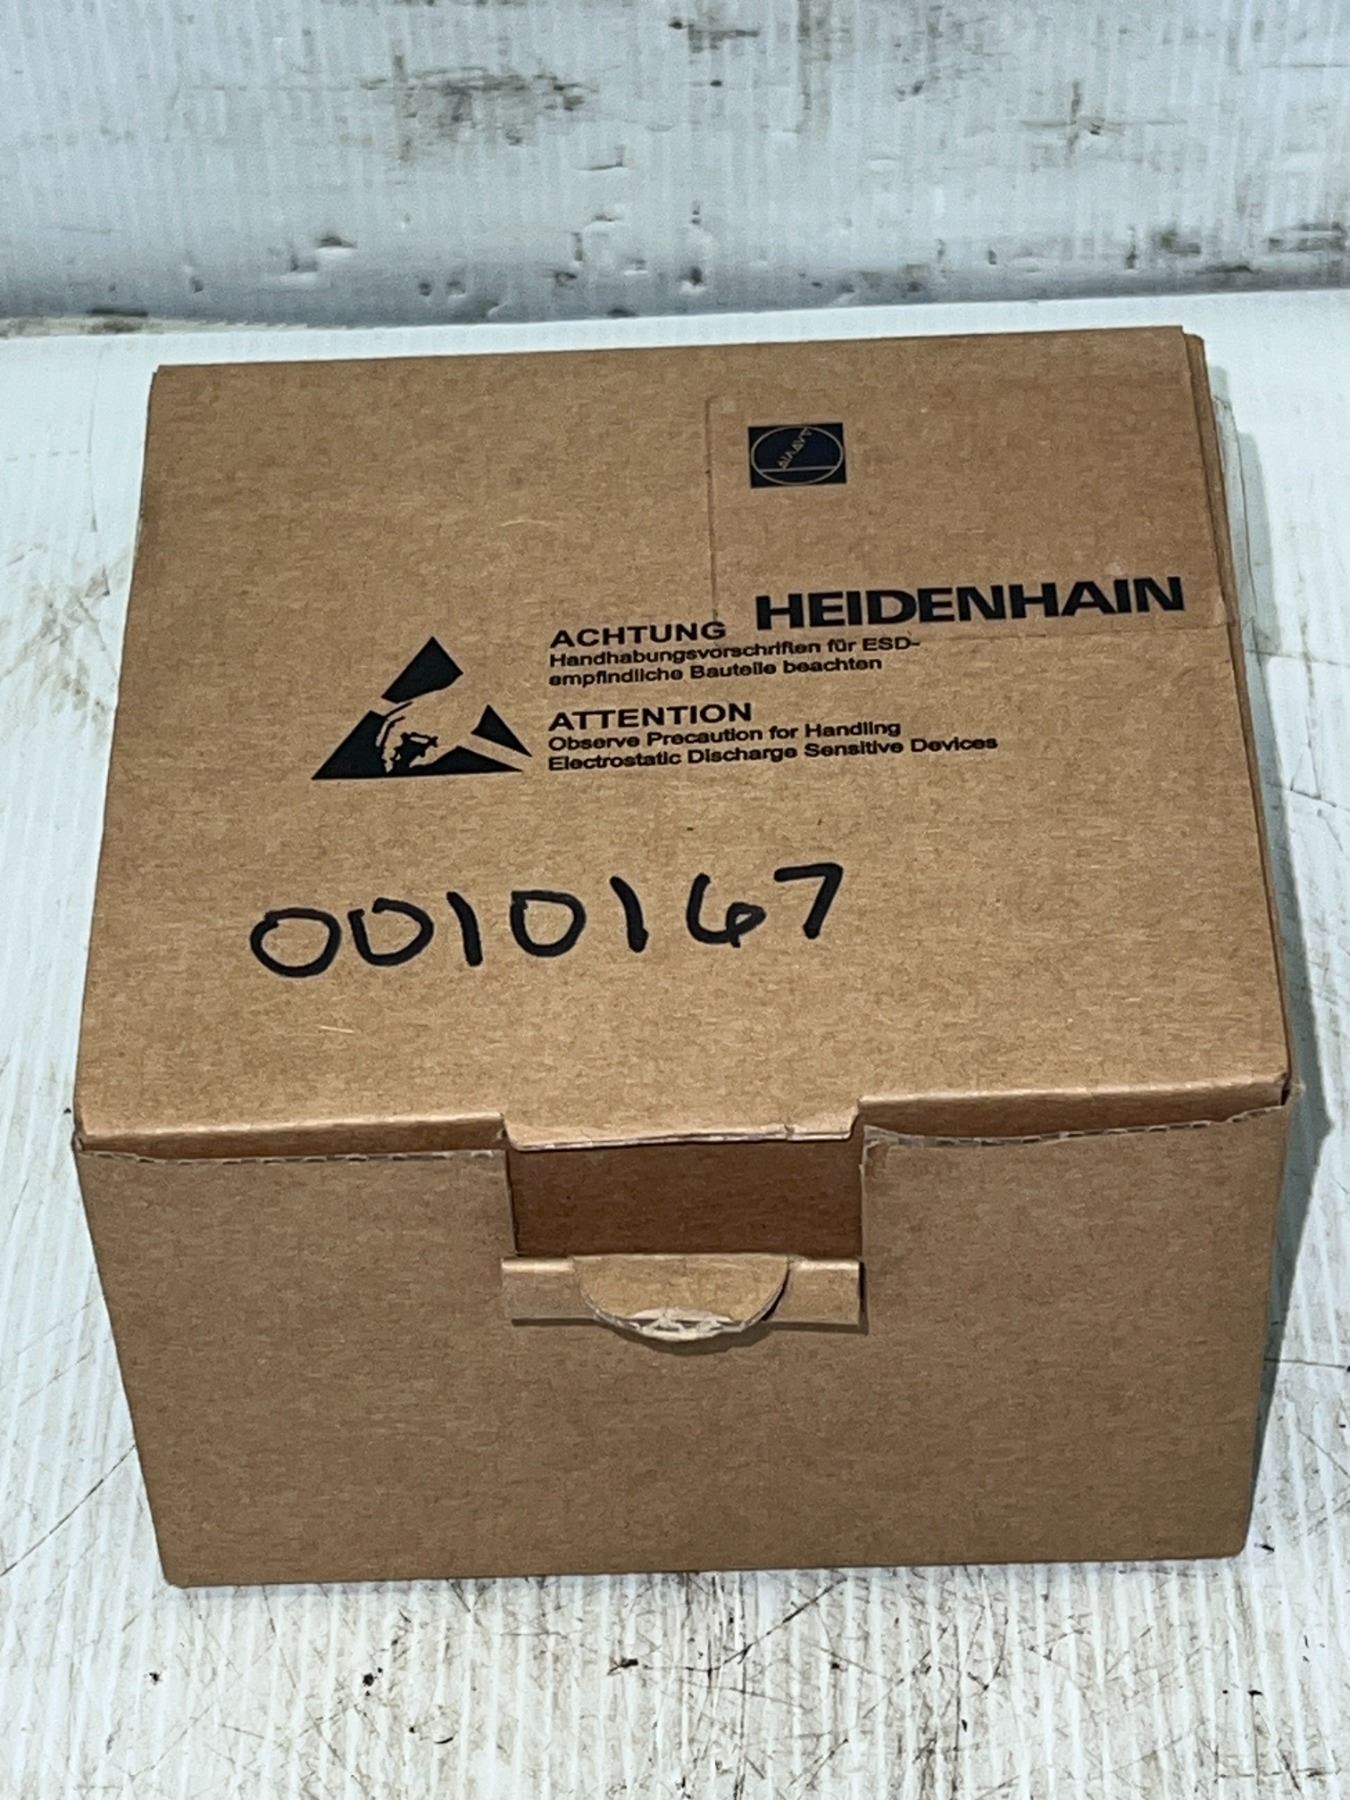 HEIDENHAIN
ACHTUNG
Handhabungsvorschriften für ESD-
empfindliche Bauteile beachten
ATTENTION
Observe Precaution for Handling
Electrostatic Discharge Sensitive Devices
0010167